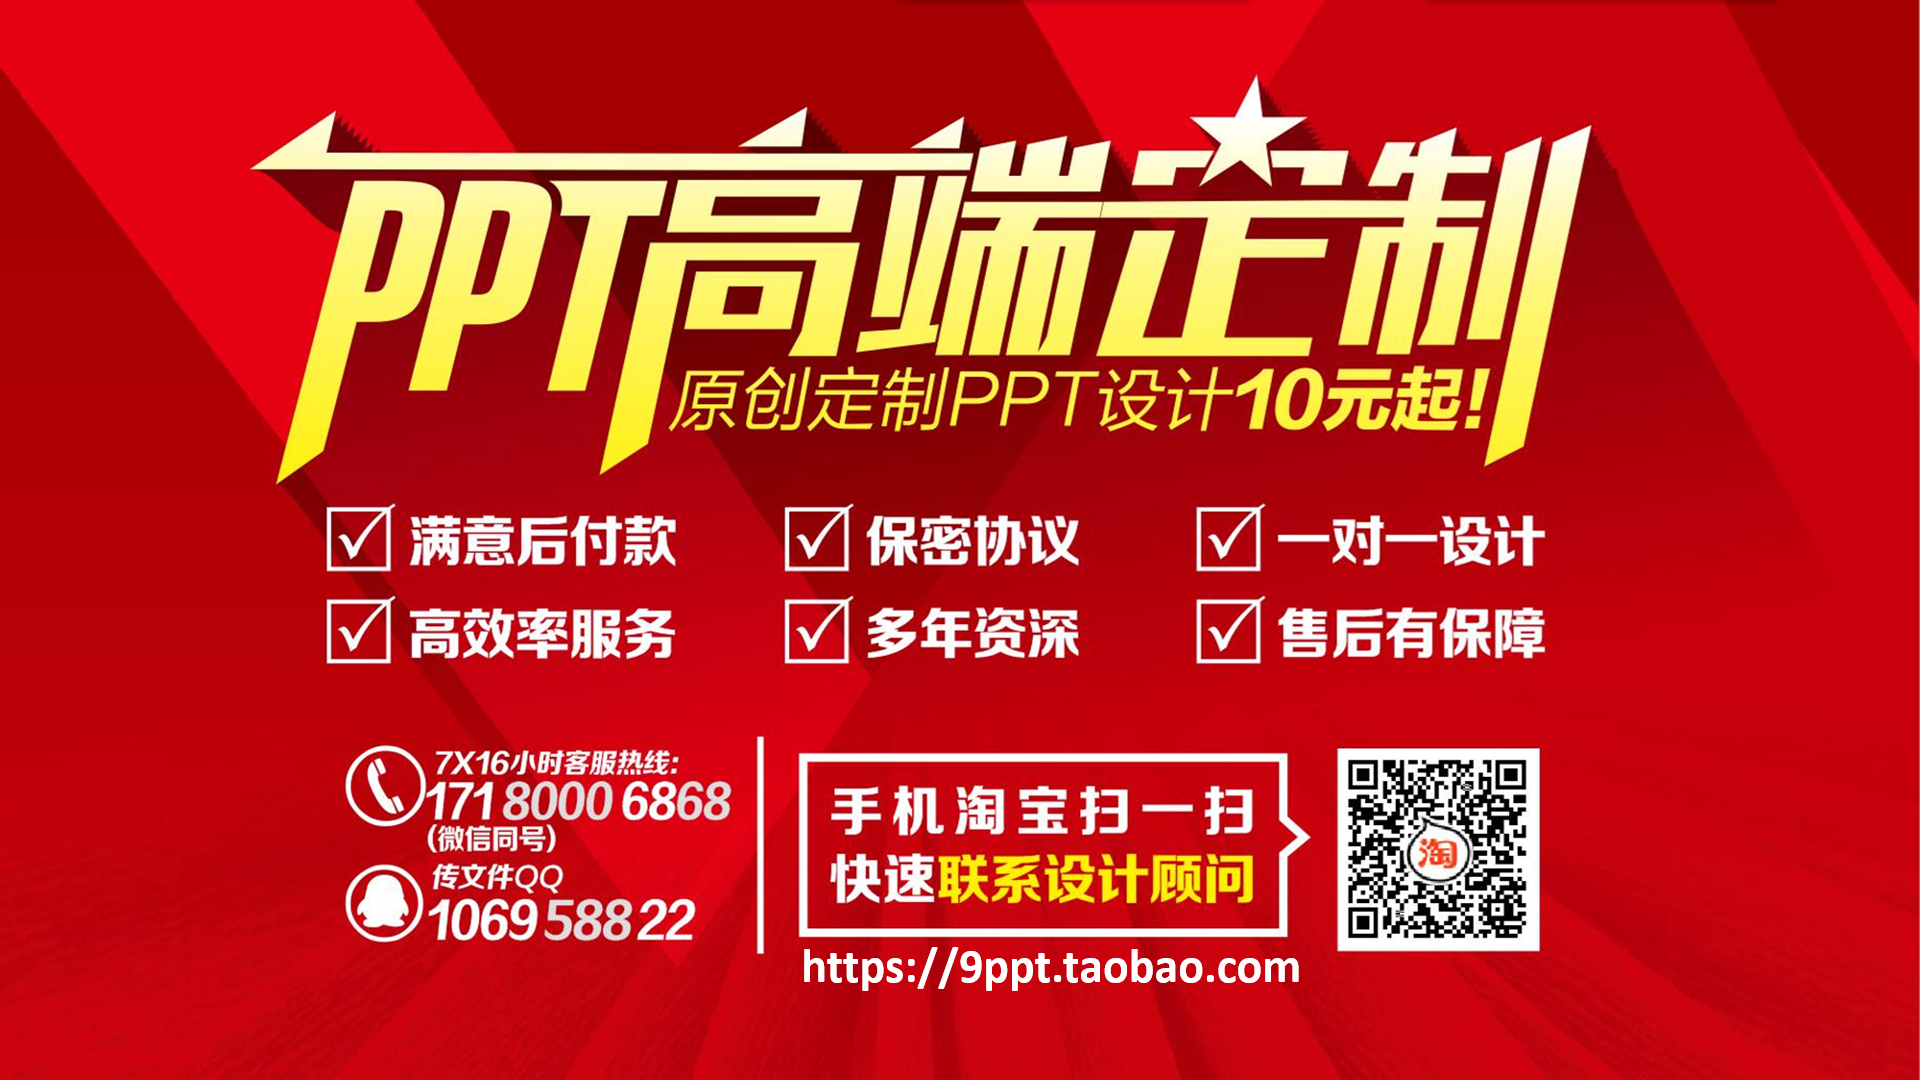 PPT高端定制
原创定制PPT设计10元起!
满意后付款
保密协议
一对一设计
高效率服务
多年资深
售后有保障
7X16小时客服热线:
171 8000 6868
(微信同号)
传文件QQ
1069 588 22
手机淘宝扫一扫
快速联系设计顾问
淘
https://9ppt.taobao.com